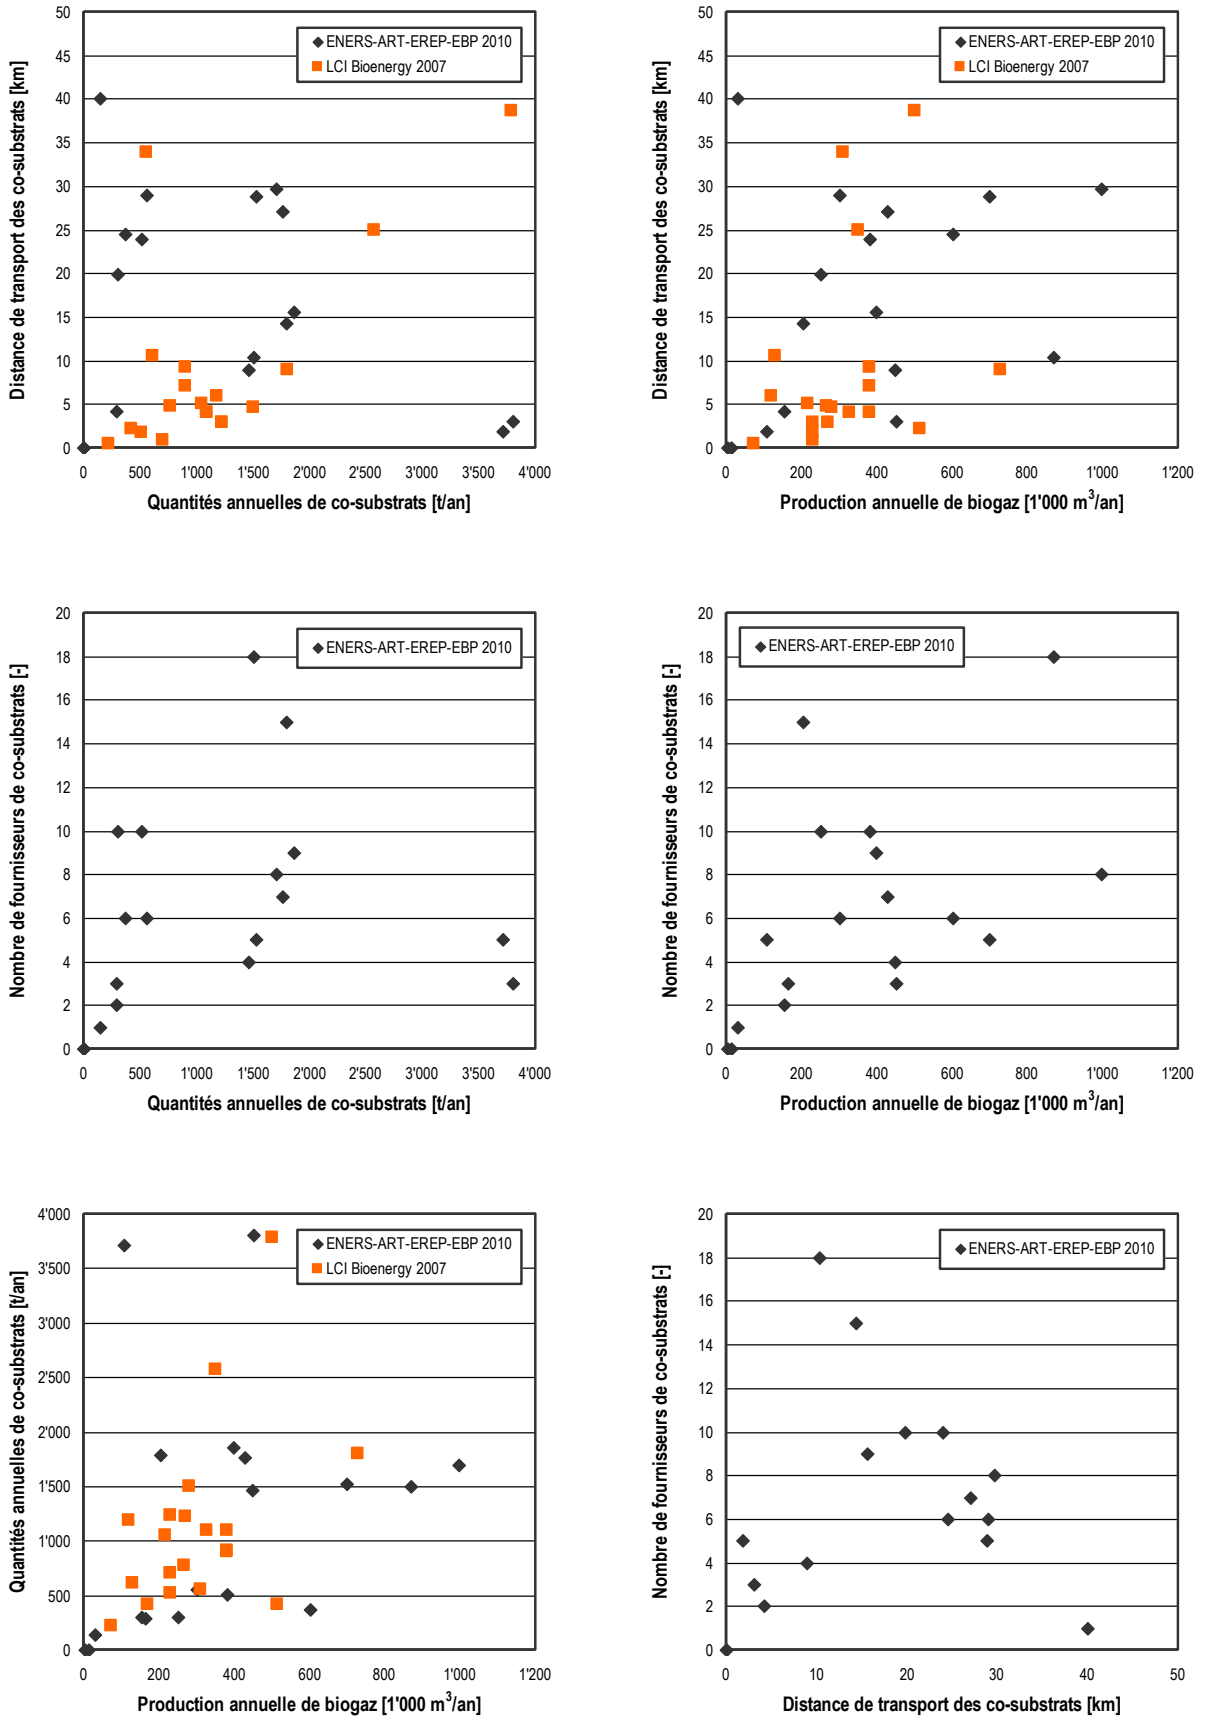 Distance de transport des co-substrats [km]
50
45
40
35
30
25
20
15
10
5
0
ENERS-ART-EREP-EBP 2010
LCI Bioenergy 2007
0 500 1'000 1'500 2'000 2'500 3'000 3'500 4'000
Quantités annuelles de co-substrats [t/an]
Distance de transport des co-substrats [km]
50
45
40
35
30
25
20
15
10
5
0
ENERS-ART-EREP-EBP 2010
LCI Bioenergy 2007
0 200 400 600 800 1'000 1'200
Production annuelle de biogaz [1'000 m³/an]
Nombre de fournisseurs de co-substrats [-]
20
18
16
14
12
10
8
6
4
2
0
ENERS-ART-EREP-EBP 2010
0 500 1'000 1'500 2'000 2'500 3'000 3'500 4'000
Quantités annuelles de co-substrats [t/an]
Nombre de fournisseurs de co-substrats [-]
20
18
16
14
12
10
8
6
4
2
0
ENERS-ART-EREP-EBP 2010
0 200 400 600 800 1'000 1'200
Production annuelle de biogaz [1'000 m³/an]
Quantités annuelles de co-substrats [t/an]
4'000
3'500
3'000
2'500
2'000
1'500
1'000
500
0
ENERS-ART-EREP-EBP 2010
LCI Bioenergy 2007
0 200 400 600 800 1'000 1'200
Production annuelle de biogaz [1'000 m³/an]
Nombre de fournisseurs de co-substrats [-]
20
18
16
14
12
10
8
6
4
2
0
ENERS-ART-EREP-EBP 2010
0 10 20 30 40 50
Distance de transport des co-substrats [km]